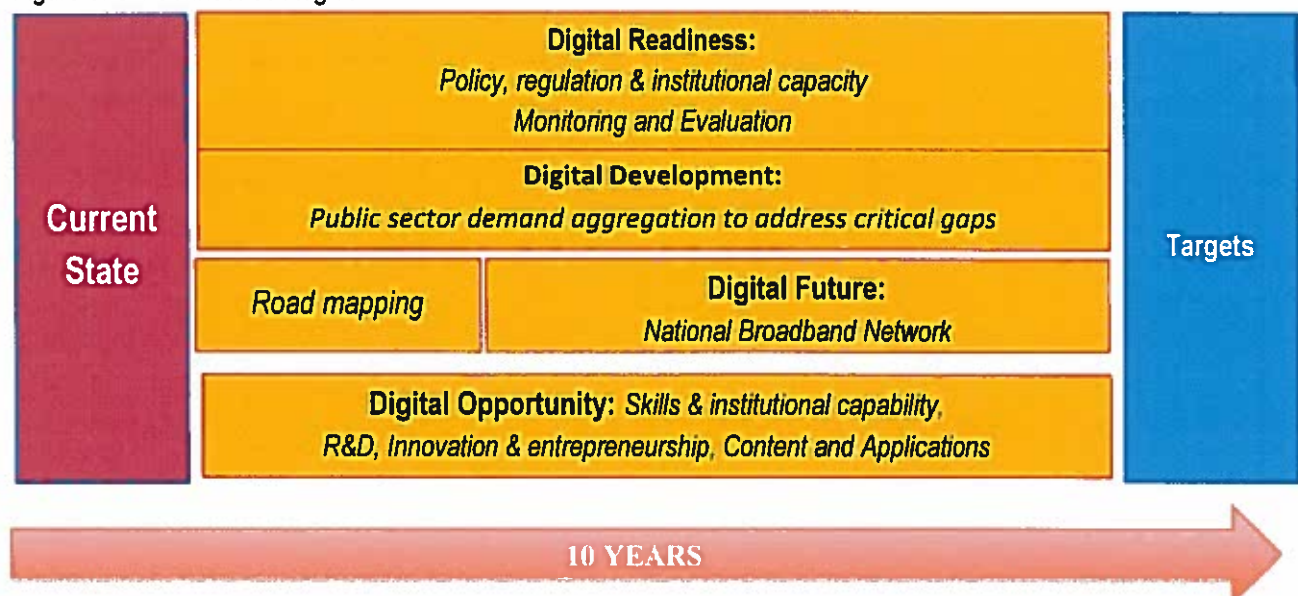 Digital Readiness:
Policy, regulation & institutional capacity
Monitoring and Evaluation
Digital Development:
Public sector demand aggregation to address critical gaps
Current
State
Targets
Road mapping
Digital Future:
National Broadband Network
Digital Opportunity: Skills & institutional capability,
R&D, Innovation & entrepreneurship, Content and Applications
10 YEARS